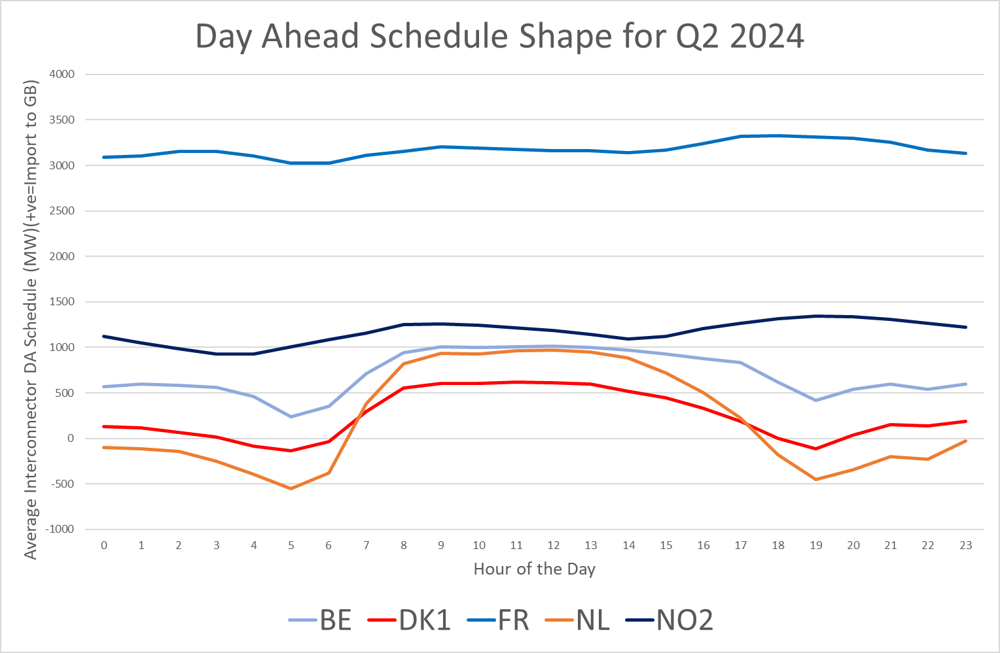 Day Ahead Schedule Shape for Q2 2024
Average Interconnector DA Schedule (MW)(+ve=Import to GB)
4000
3500
3000
2500
2000
1500
1000
500
0
-500
-1000
0 1 2 3 4 5 6 7 8 9 10 11 12 13 14 15 16 17 18 19 20 21 22 23
Hour of the Day
BE DK1 FR NL NO2